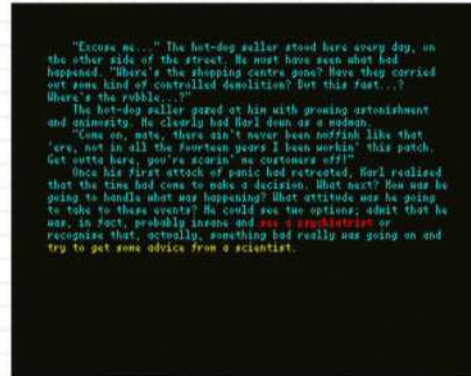 "Excuse me..." The hot-dog seller stood here every day, on
the other side of the street. He must have seen what had
happened. "Where's the shopping centre gone? Have they carried
out some kind of controlled demolition? But this fast...?
Where's the rubble...?"
The hot-dog seller gazed at him with growing astonishment
and animosity. He clearly had Karl down as a madman.
"Come on, mate, there ain't never been nuffink like that
'ere, not in all the fourteen years I been workin' this patch.
Get outta here, you're scarin' me customers off!"
Once his first attack of panic had retreated, Karl realised
that the time had come to make a decision. What next? How was he
going to handle what was happening? What attitude was he going
to take to these events? He could see two options; admit that he
was, in fact, probably insane and see a psychiatrist or
recognise that, actually, something bad really was going on and
try to get some advice from a scientist.